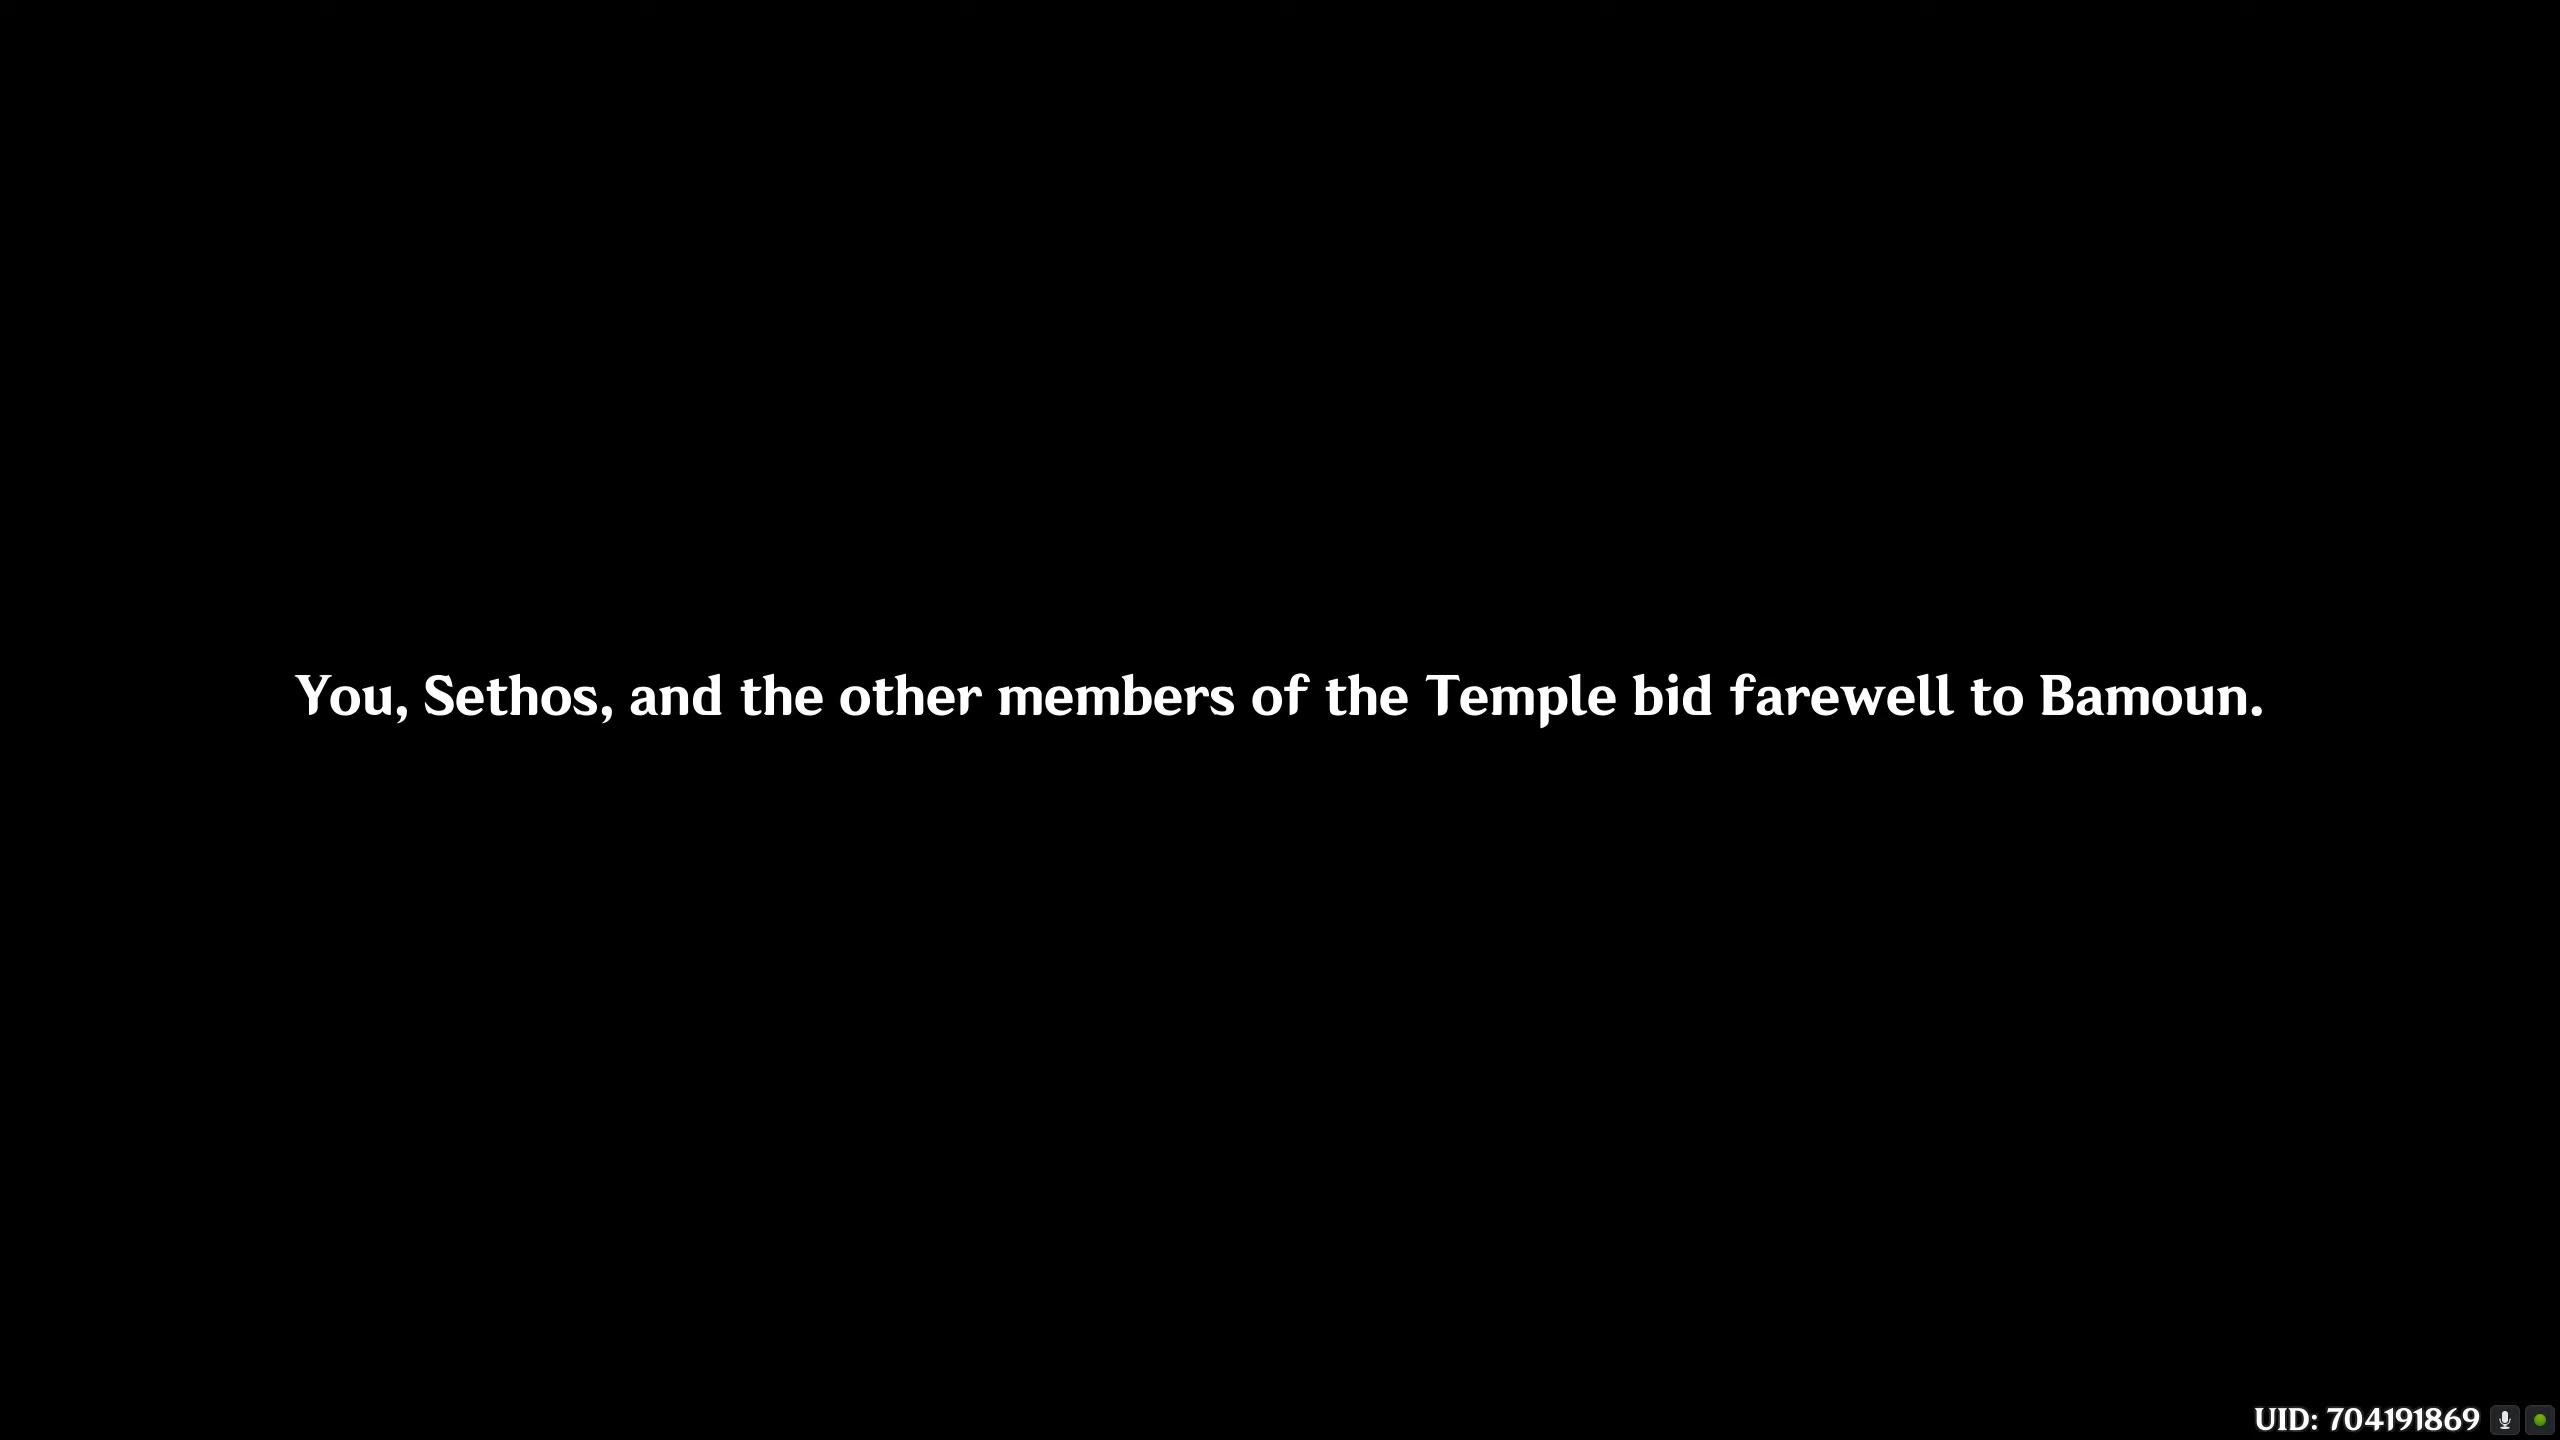 You, Sethos, and the other members of the Temple bid farewell to Bamoun.
UID: 704191869